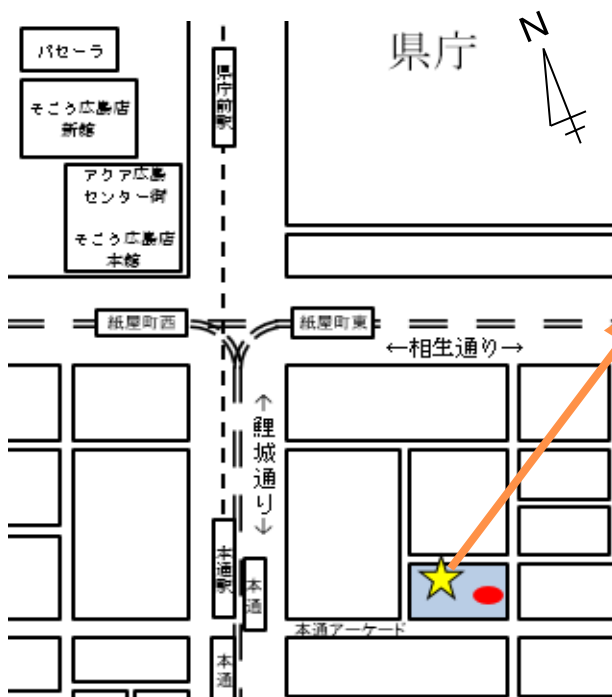 パセーラ
そごう広島店
新館
アクア広島
センター街
そごう広島店
本館
県庁前駅
県庁
N
紙屋町西
紙屋町東
←相生通り→
←鯉城通り→
本通駅
本通
本通アーケード
本通